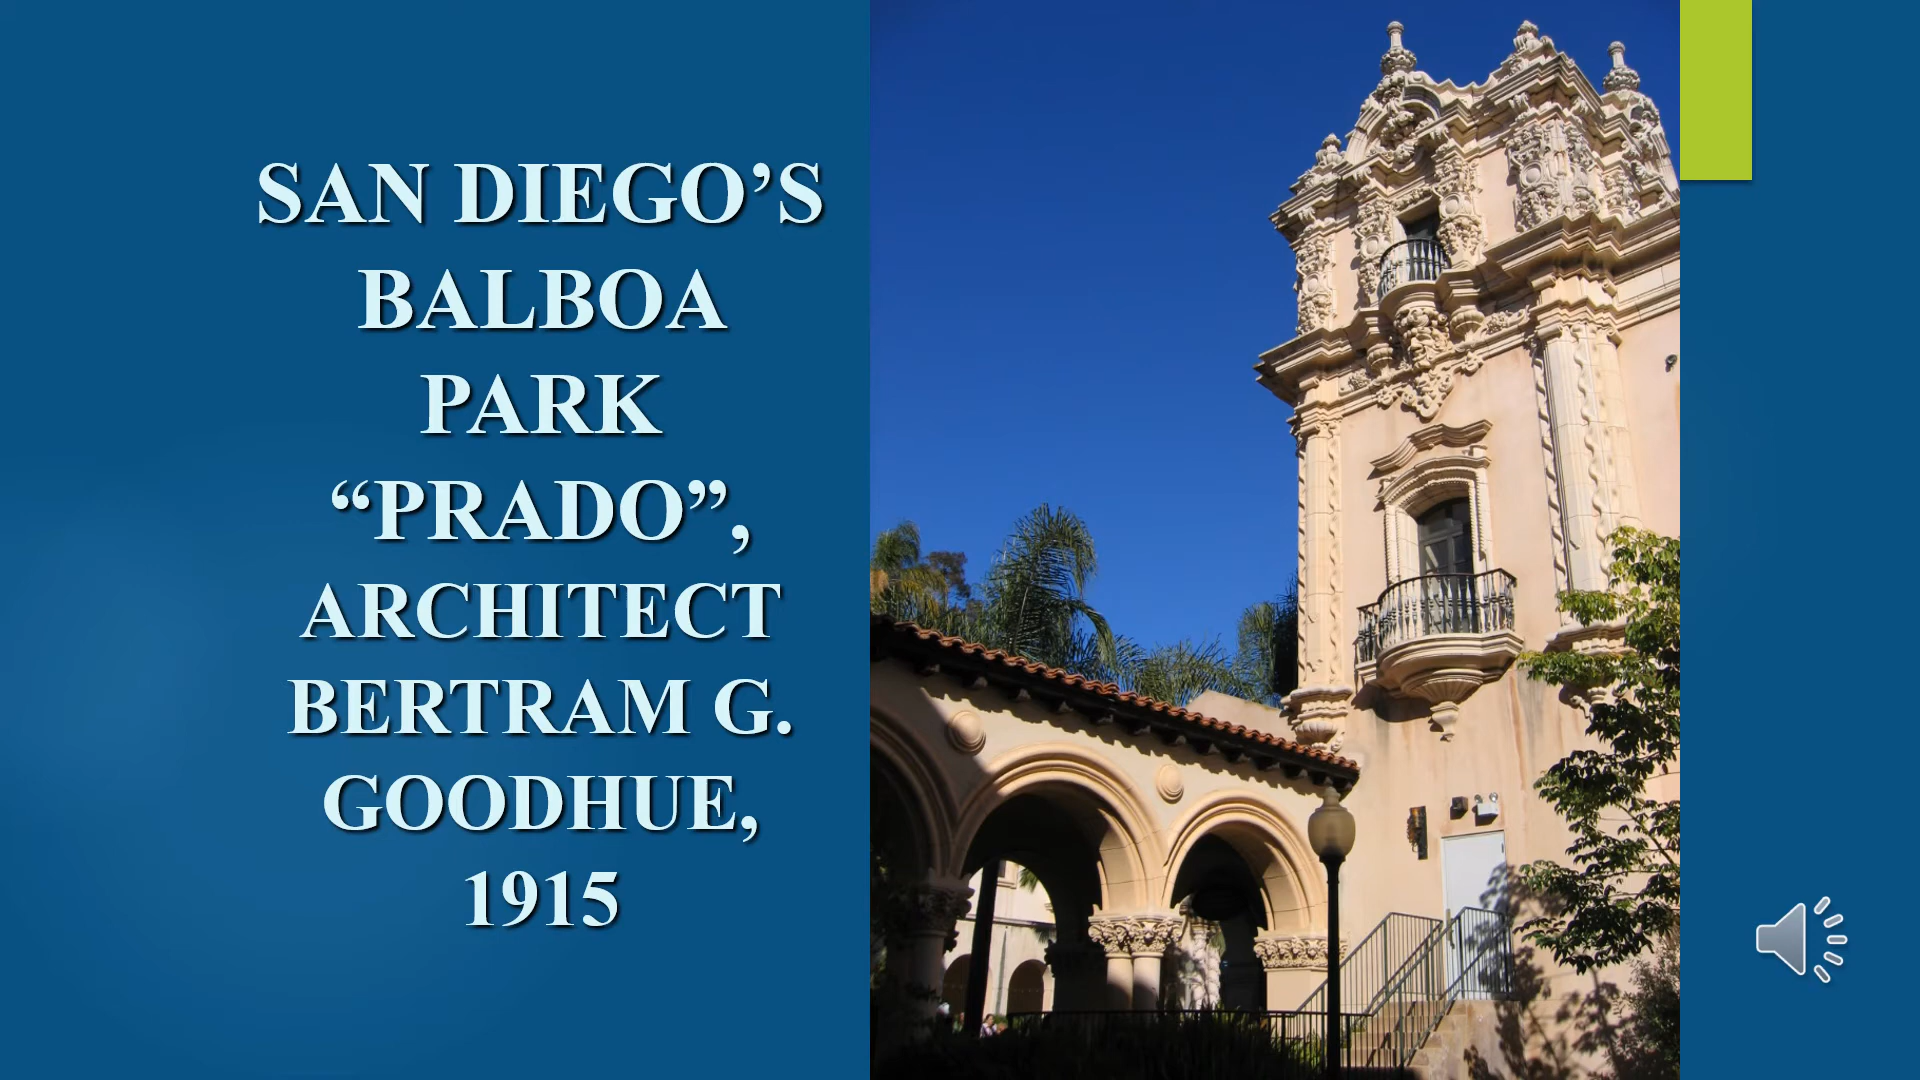 SAN DIEGO’S
BALBOA
PARK
“PRADO”,
ARCHITECT
BERTRAM G.
GOODHUE,
1915